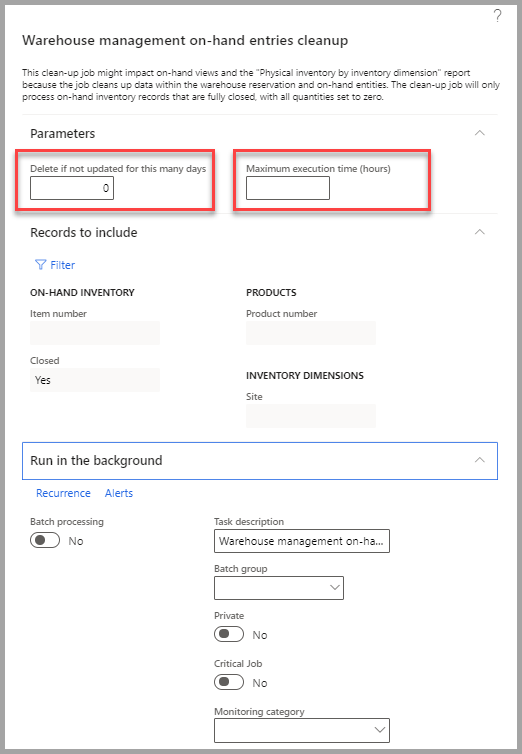 ?
Warehouse management on-hand entries cleanup
This clean-up job might impact on-hand views and the "Physical inventory by inventory dimension" report
because the job cleans up data within the warehouse reservation and on-hand entities. The clean-up job will only
process on-hand inventory records that are fully closed, with all quantities set to zero.
Parameters
Delete if not updated for this many days
0
Maximum execution time (hours)
Records to include
Filter
ON-HAND INVENTORY
Item number
Closed
Yes
PRODUCTS
Product number
INVENTORY DIMENSIONS
Site
Run in the background
Recurrence
Alerts
Batch processing
No
Task description
Warehouse management on-ha...
Batch group
Private
No
Critical Job
No
Monitoring category